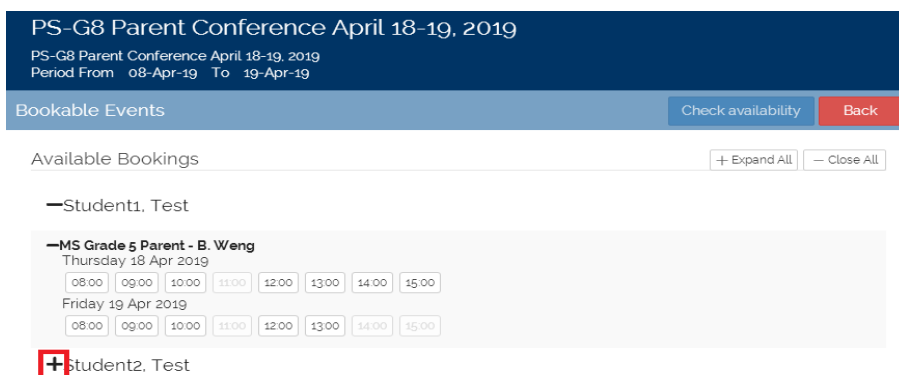 PS-G8 Parent Conference April 18-19, 2019
PS-G8 Parent Conference April 18-19, 2019
Period From 08-Apr-19 To 19-Apr-19
Bookable Events Check availability Back
Available Bookings + Expand All — Close All
—Student1, Test
—MS Grade 5 Parent - B. Weng
Thursday 18 Apr 2019
08:00 09:00 10:00 11:00 12:00 13:00 14:00 15:00
Friday 19 Apr 2019
08:00 09:00 10:00 11:00 12:00 13:00 14:00 15:00
+Student2, Test